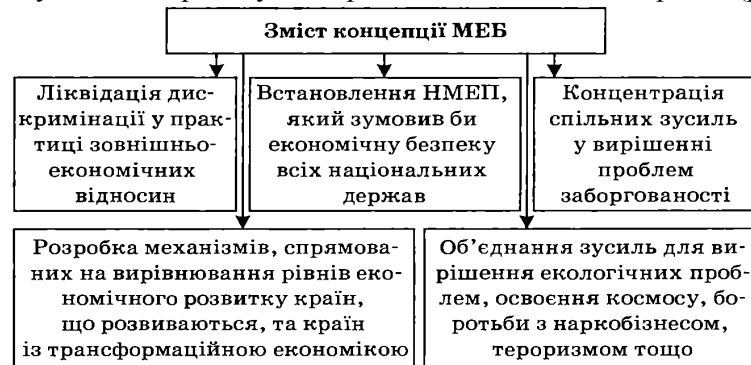 Зміст концепції МЕБ
Ліквідація дис-
кримінації у прак-
тиці зовнішньо-
економічних
відносин
Встановлення НМЕП,
який зумовив би
економічну безпеку
всіх національних
держав
Концентрація
спільних зусиль
у вирішенні
проблем
заборгованості
Розробка механізмів, спрямова-
них на вирівнювання рівнів еко-
номічного розвитку країн,
що розвиваються, та країн
із трансформаційною економікою
Об’єднання зусиль для ви-
рішення екологічних проб-
лем, освоєння космосу, бо-
ротьби з наркобізнесом,
тероризмом тощо